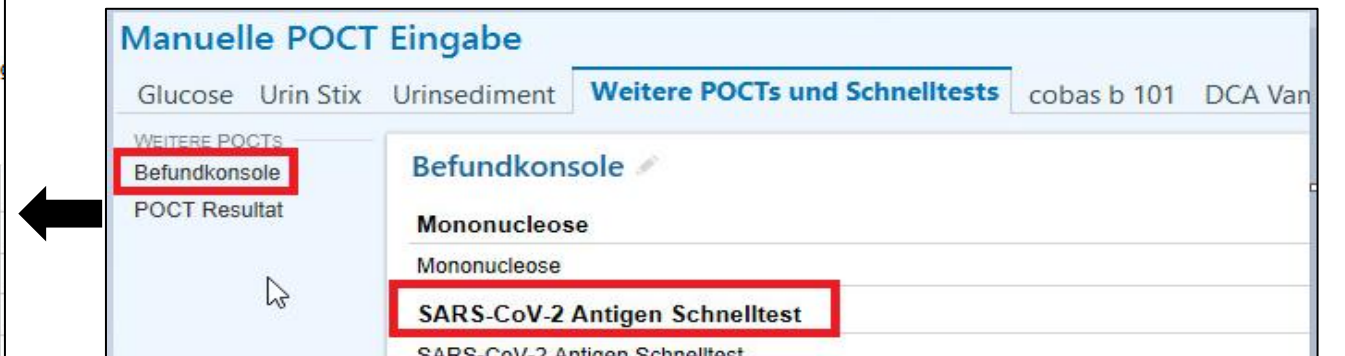 Manuelle POCT Eingabe
Glucose Urin Stix Urinsediment Weitere POCTs und Schnelltests cobas b 101 DCA Van
WEITERE POCTS
Befundkonsole
POCT Resultat
Befundkonsole
Mononucleose
Mononucleose
SARS-CoV-2 Antigen Schnelltest
SARS-CoV-2 Antigen Schnelltest